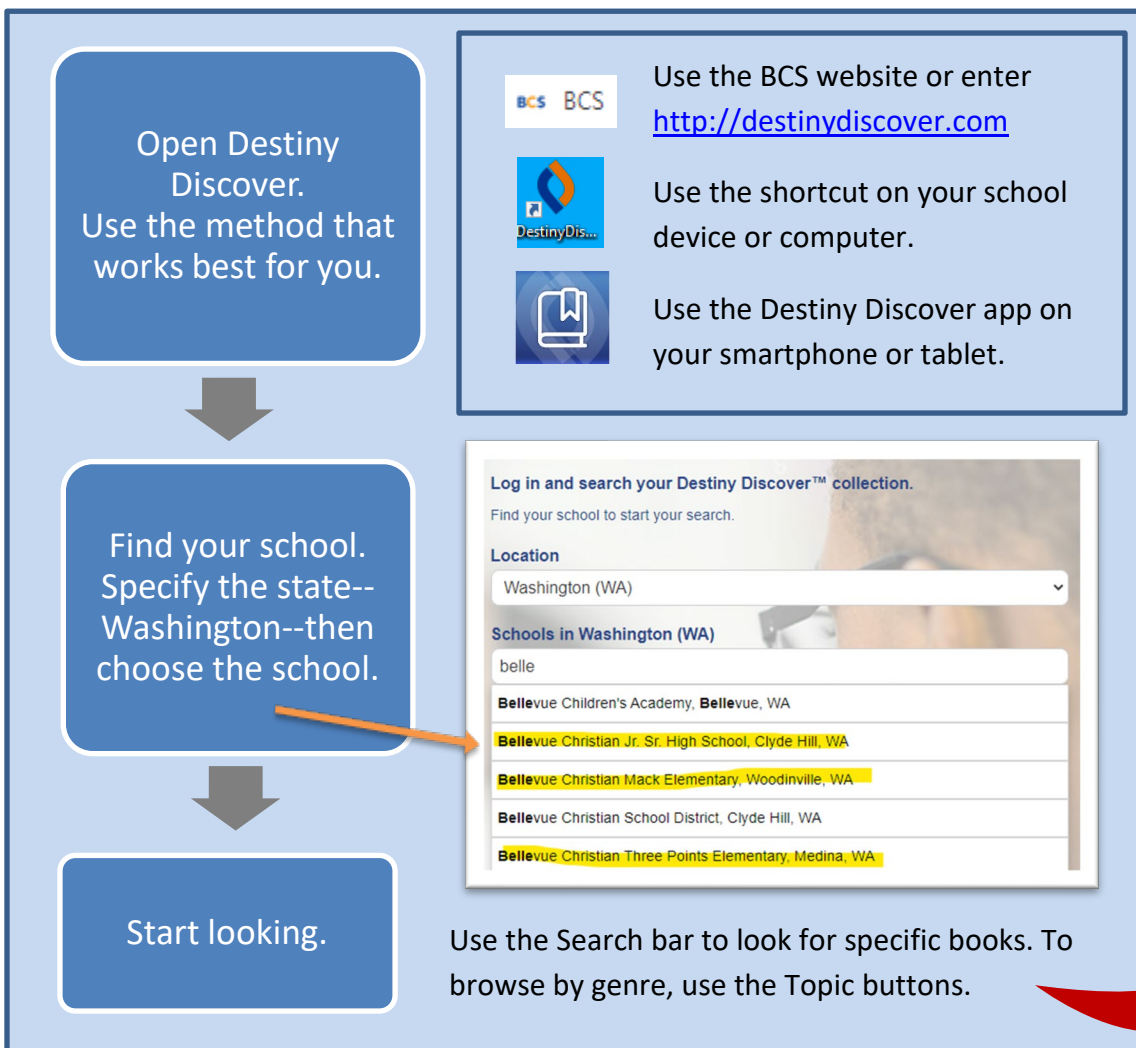 Open Destiny
Discover.
Use the method that
works best for you.
BCS BCS
Use the BCS website or enter
http://destinydiscover.com
DestinyDis...
Use the shortcut on your school
device or computer.
Use the Destiny Discover app on
your smartphone or tablet.
Find your school.
Specify the state--
Washington--then
choose the school.
Log in and search your Destiny Discover™ collection.
Find your school to start your search.
Location
Washington (WA)
Schools in Washington (WA)
belle
Bellevue Children's Academy, Bellevue, WA
Bellevue Christian Jr. Sr. High School, Clyde Hill, WA
Bellevue Christian Mack Elementary, Woodinville, WA
Bellevue Christian School District, Clyde Hill, WA
Bellevue Christian Three Points Elementary, Medina, WA
Start looking.
Use the Search bar to look for specific books. To
browse by genre, use the Topic buttons.